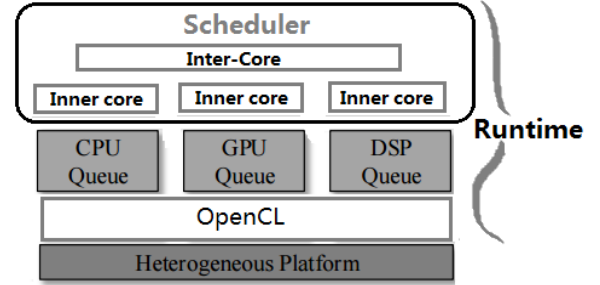 Scheduler
Inter-Core
Inner core Inner core Inner core
Runtime
CPU Queue GPU Queue DSP Queue
OpenCL
Heterogeneous Platform